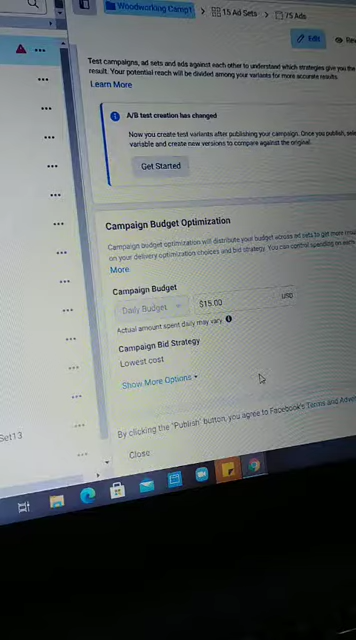 Woodworking Camp1 > 15 Ad Sets > 75 Ads
Edit
Test campaigns, ad sets and ads against each other to understand which strategies give you the
result. Your potential reach will be divided among your variants for more accurate results.
Learn More
A/B test creation has changed
Now you create test variants after publishing your campaign. Once you publish,
variable and create new versions to compare against the original.
Get Started
Campaign Budget Optimization
Campaign budget optimization will distribute your budget across ad sets to get more
on your delivery optimization choices and bid strategy. You can control spending on each
More.
Campaign Budget
Daily Budget $15.00 USD
Actual amount spent daily may vary.
Campaign Bid Strategy
Lowest cost
Show More Options
Set13
By clicking the "Publish" button, you agree to Facebook's Terms and
Close